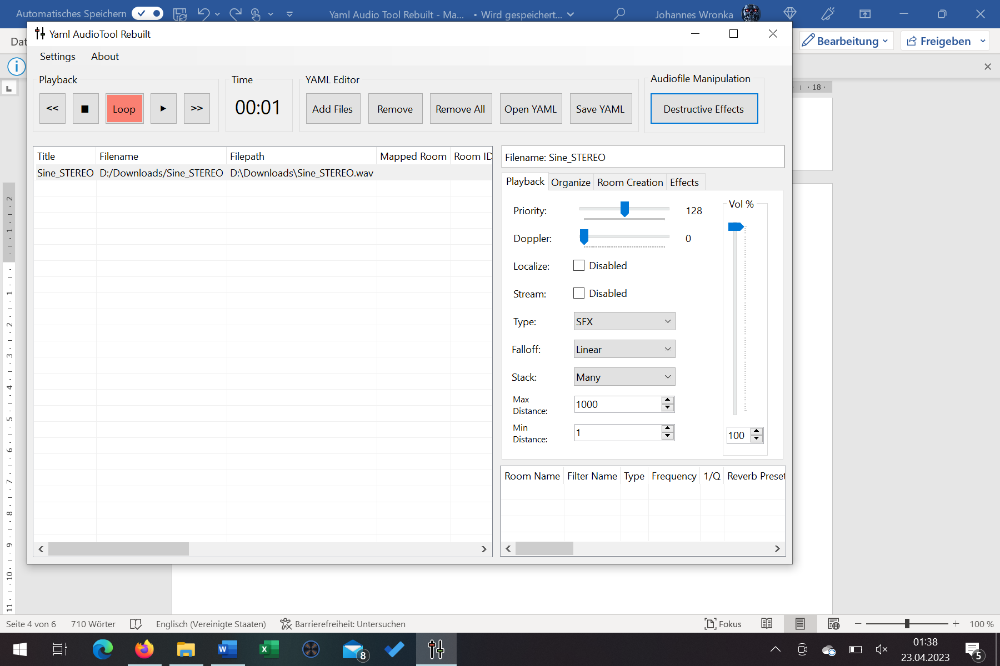 Automatisches Speichern
Yaml Audio Tool Rebuilt - Ma... • Wird gespeichert...
Johannes Wronka
Dat
Bearbeitung
Freigeben
Yaml AudioTool Rebuilt
Settings About
Playback
<< ■ Loop ▶ >>
Time
00:01
YAML Editor
Add Files Remove Remove All Open YAML Save YAML
Audiofile Manipulation
Destructive Effects
18
Title Filename Filepath Mapped Room Room ID
Sine_STEREO D:/Downloads/Sine_STEREO D:\Downloads\Sine_STEREO.wav
Filename: Sine_STEREO
Playback Organize Room Creation Effects
Priority: 128
Doppler: 0
Localize: Disabled
Stream: Disabled
Type: SFX
Falloff: Linear
Stack: Many
Max Distance: 1000
Min Distance: 1
Vol %
100
Room Name Filter Name Type Frequency 1/Q Reverb Preset
2
1
1
2
3
4
5
6
7
8
9
10
11
Seite 4 von 6 710 Wörter Englisch (Vereinigte Staaten) Barrierefreiheit: Untersuchen
Fokus
100 %
8
01:38
23.04.2023
5